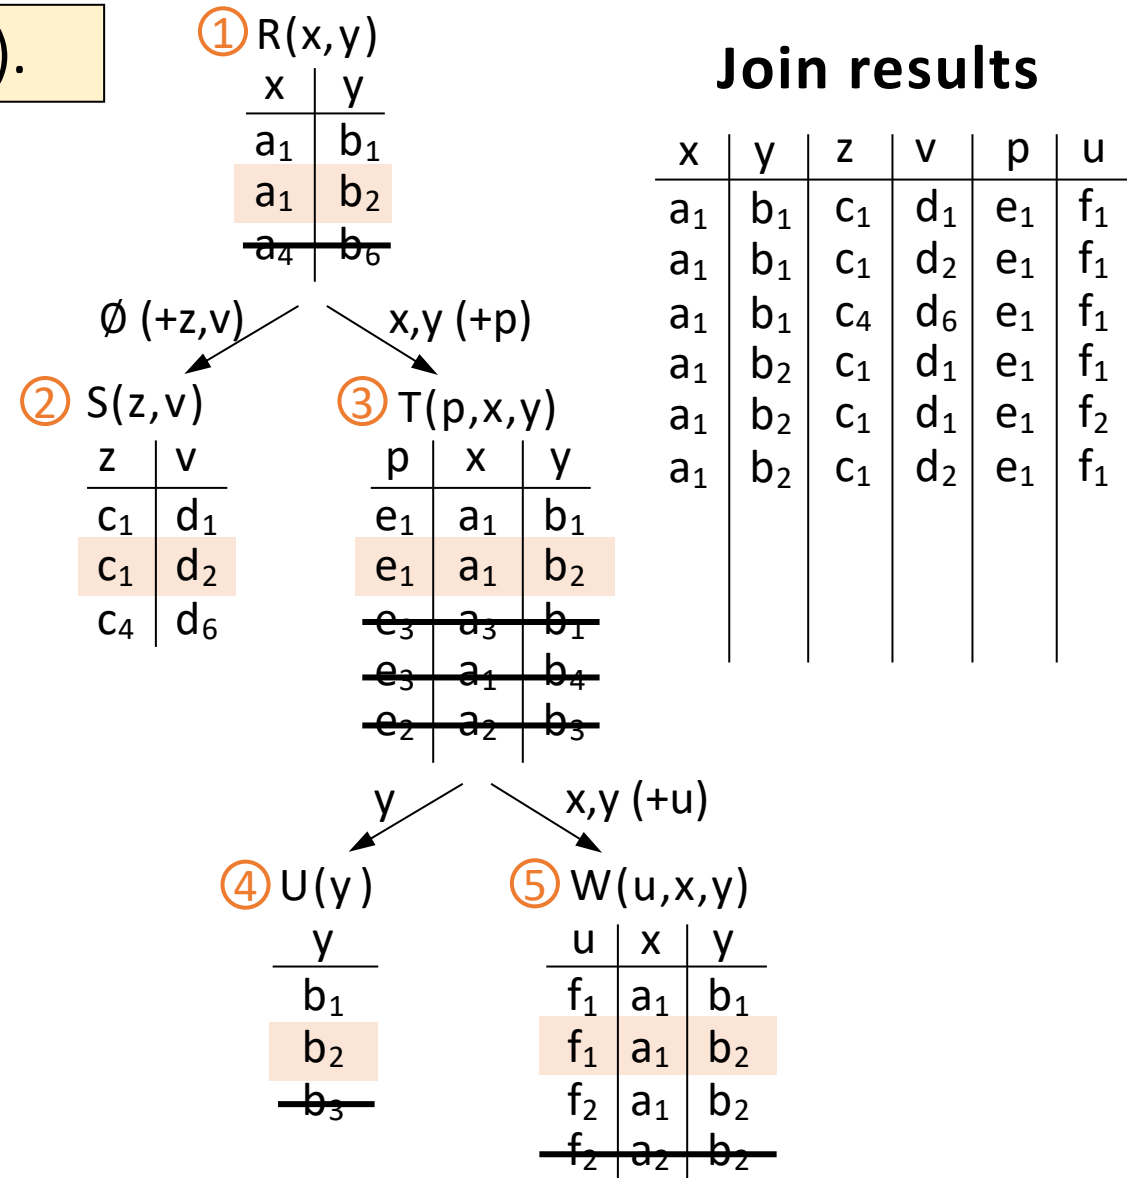 ).
① R(x,y)
x y
a₁ b₁
a₁ b₂
a₄ b₆
Join results
x y z v p u
a₁ b₁ c₁ d₁ e₁ f₁
a₁ b₁ c₁ d₂ e₁ f₁
a₁ b₁ c₄ d₆ e₁ f₁
a₁ b₂ c₁ d₁ e₁ f₁
a₁ b₂ c₁ d₁ e₁ f₂
a₁ b₂ c₁ d₂ e₁ f₁
Ø (+z,v) x,y (+p)
② S(z,v)
z v
c₁ d₁
c₁ d₂
c₄ d₆
③ T(p,x,y)
p x y
e₁ a₁ b₁
e₁ a₁ b₂
e₃ a₃ b₁
e₃ a₁ b₄
e₂ a₂ b₃
y x,y (+u)
④ U(y)
y
b₁
b₂
b₃
⑤ W(u,x,y)
u x y
f₁ a₁ b₁
f₁ a₁ b₂
f₂ a₁ b₂
f₂ a₂ b₂